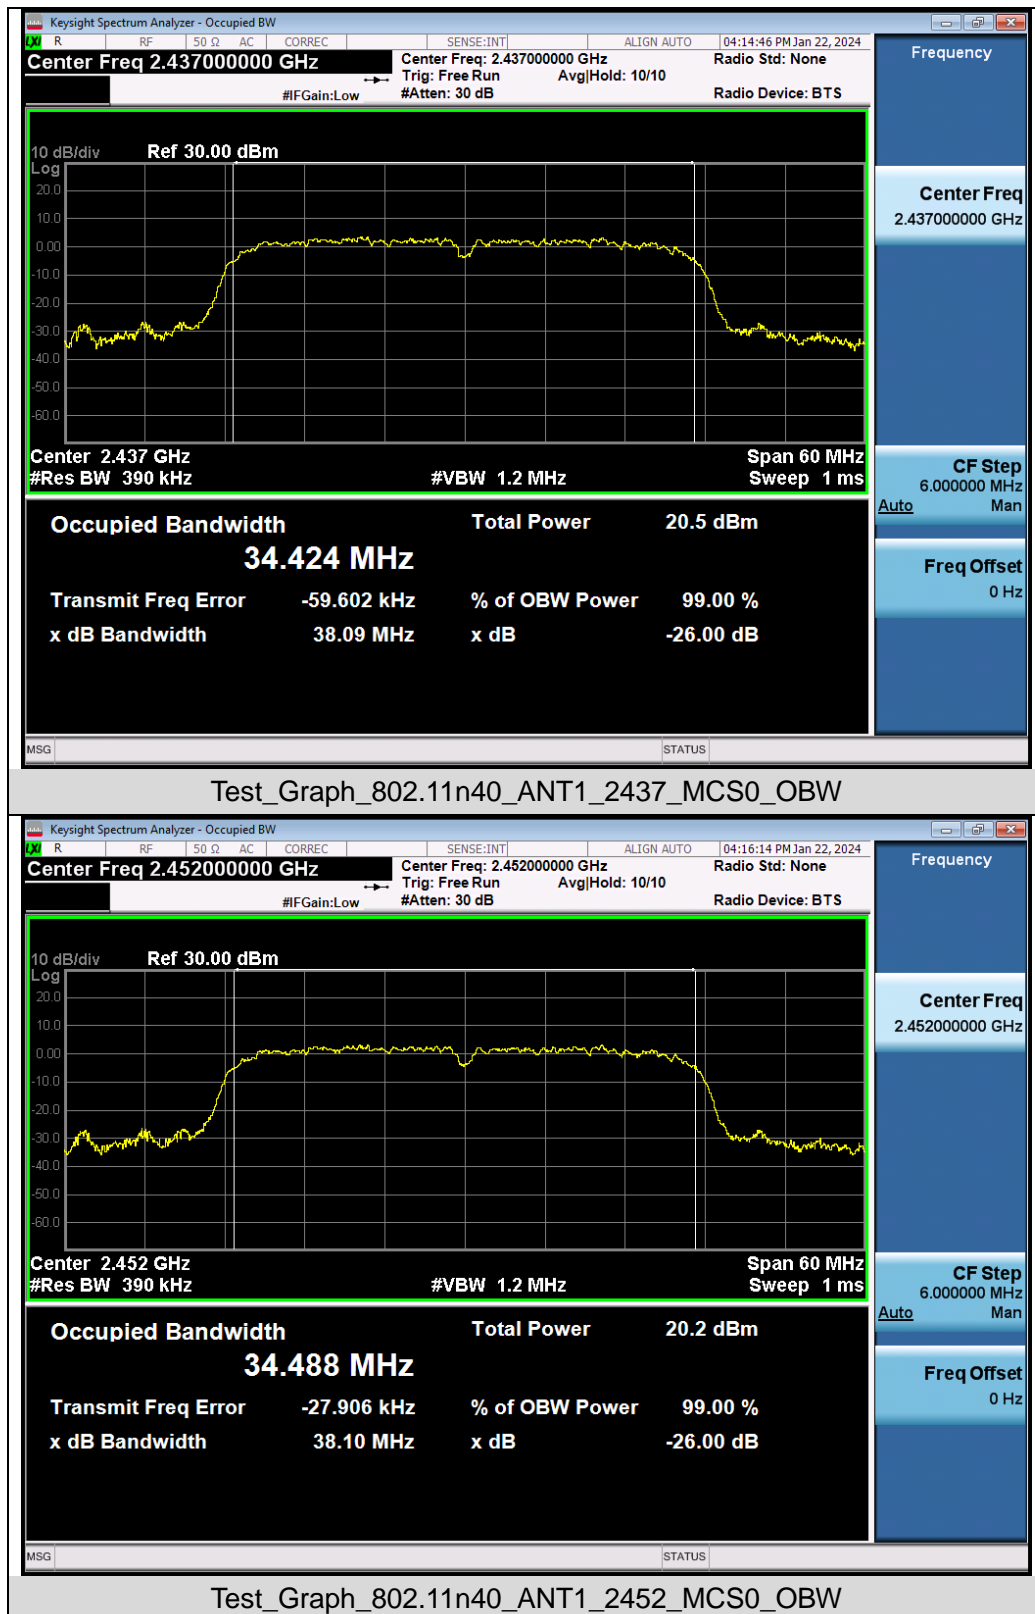 Keysight Spectrum Analyzer - Occupied BW
LXI R RF 50 Ω AC CORREC SENSE:INT ALIGN AUTO 04:14:46 PM Jan 22, 2024
Center Freq 2.437000000 GHz
Center Freq: 2.437000000 GHz Radio Std: None
Trig: Free Run Avg|Hold: 10/10
#IFGain:Low #Atten: 30 dB Radio Device: BTS
Frequency
10 dB/div Ref 30.00 dBm
Log
20.0
10.0
0.00
-10.0
-20.0
-30.0
-40.0
-50.0
-60.0
Center 2.437 GHz Span 60 MHz
#Res BW 390 kHz #VBW 1.2 MHz Sweep 1 ms
Center Freq
2.437000000 GHz
CF Step
6.000000 MHz
Auto Man
Freq Offset
0 Hz
Occupied Bandwidth Total Power 20.5 dBm
34.424 MHz
Transmit Freq Error -59.602 kHz % of OBW Power 99.00 %
x dB Bandwidth 38.09 MHz x dB -26.00 dB
MSG STATUS
Test_Graph_802.11n40_ANT1_2437_MCS0_OBW
Keysight Spectrum Analyzer - Occupied BW
LXI R RF 50 Ω AC CORREC SENSE:INT ALIGN AUTO 04:16:14 PM Jan 22, 2024
Center Freq 2.452000000 GHz
Center Freq: 2.452000000 GHz Radio Std: None
Trig: Free Run Avg|Hold: 10/10
#IFGain:Low #Atten: 30 dB Radio Device: BTS
Frequency
10 dB/div Ref 30.00 dBm
Log
20.0
10.0
0.00
-10.0
-20.0
-30.0
-40.0
-50.0
-60.0
Center 2.452 GHz Span 60 MHz
#Res BW 390 kHz #VBW 1.2 MHz Sweep 1 ms
Center Freq
2.452000000 GHz
CF Step
6.000000 MHz
Auto Man
Freq Offset
0 Hz
Occupied Bandwidth Total Power 20.2 dBm
34.488 MHz
Transmit Freq Error -27.906 kHz % of OBW Power 99.00 %
x dB Bandwidth 38.10 MHz x dB -26.00 dB
MSG STATUS
Test_Graph_802.11n40_ANT1_2452_MCS0_OBW